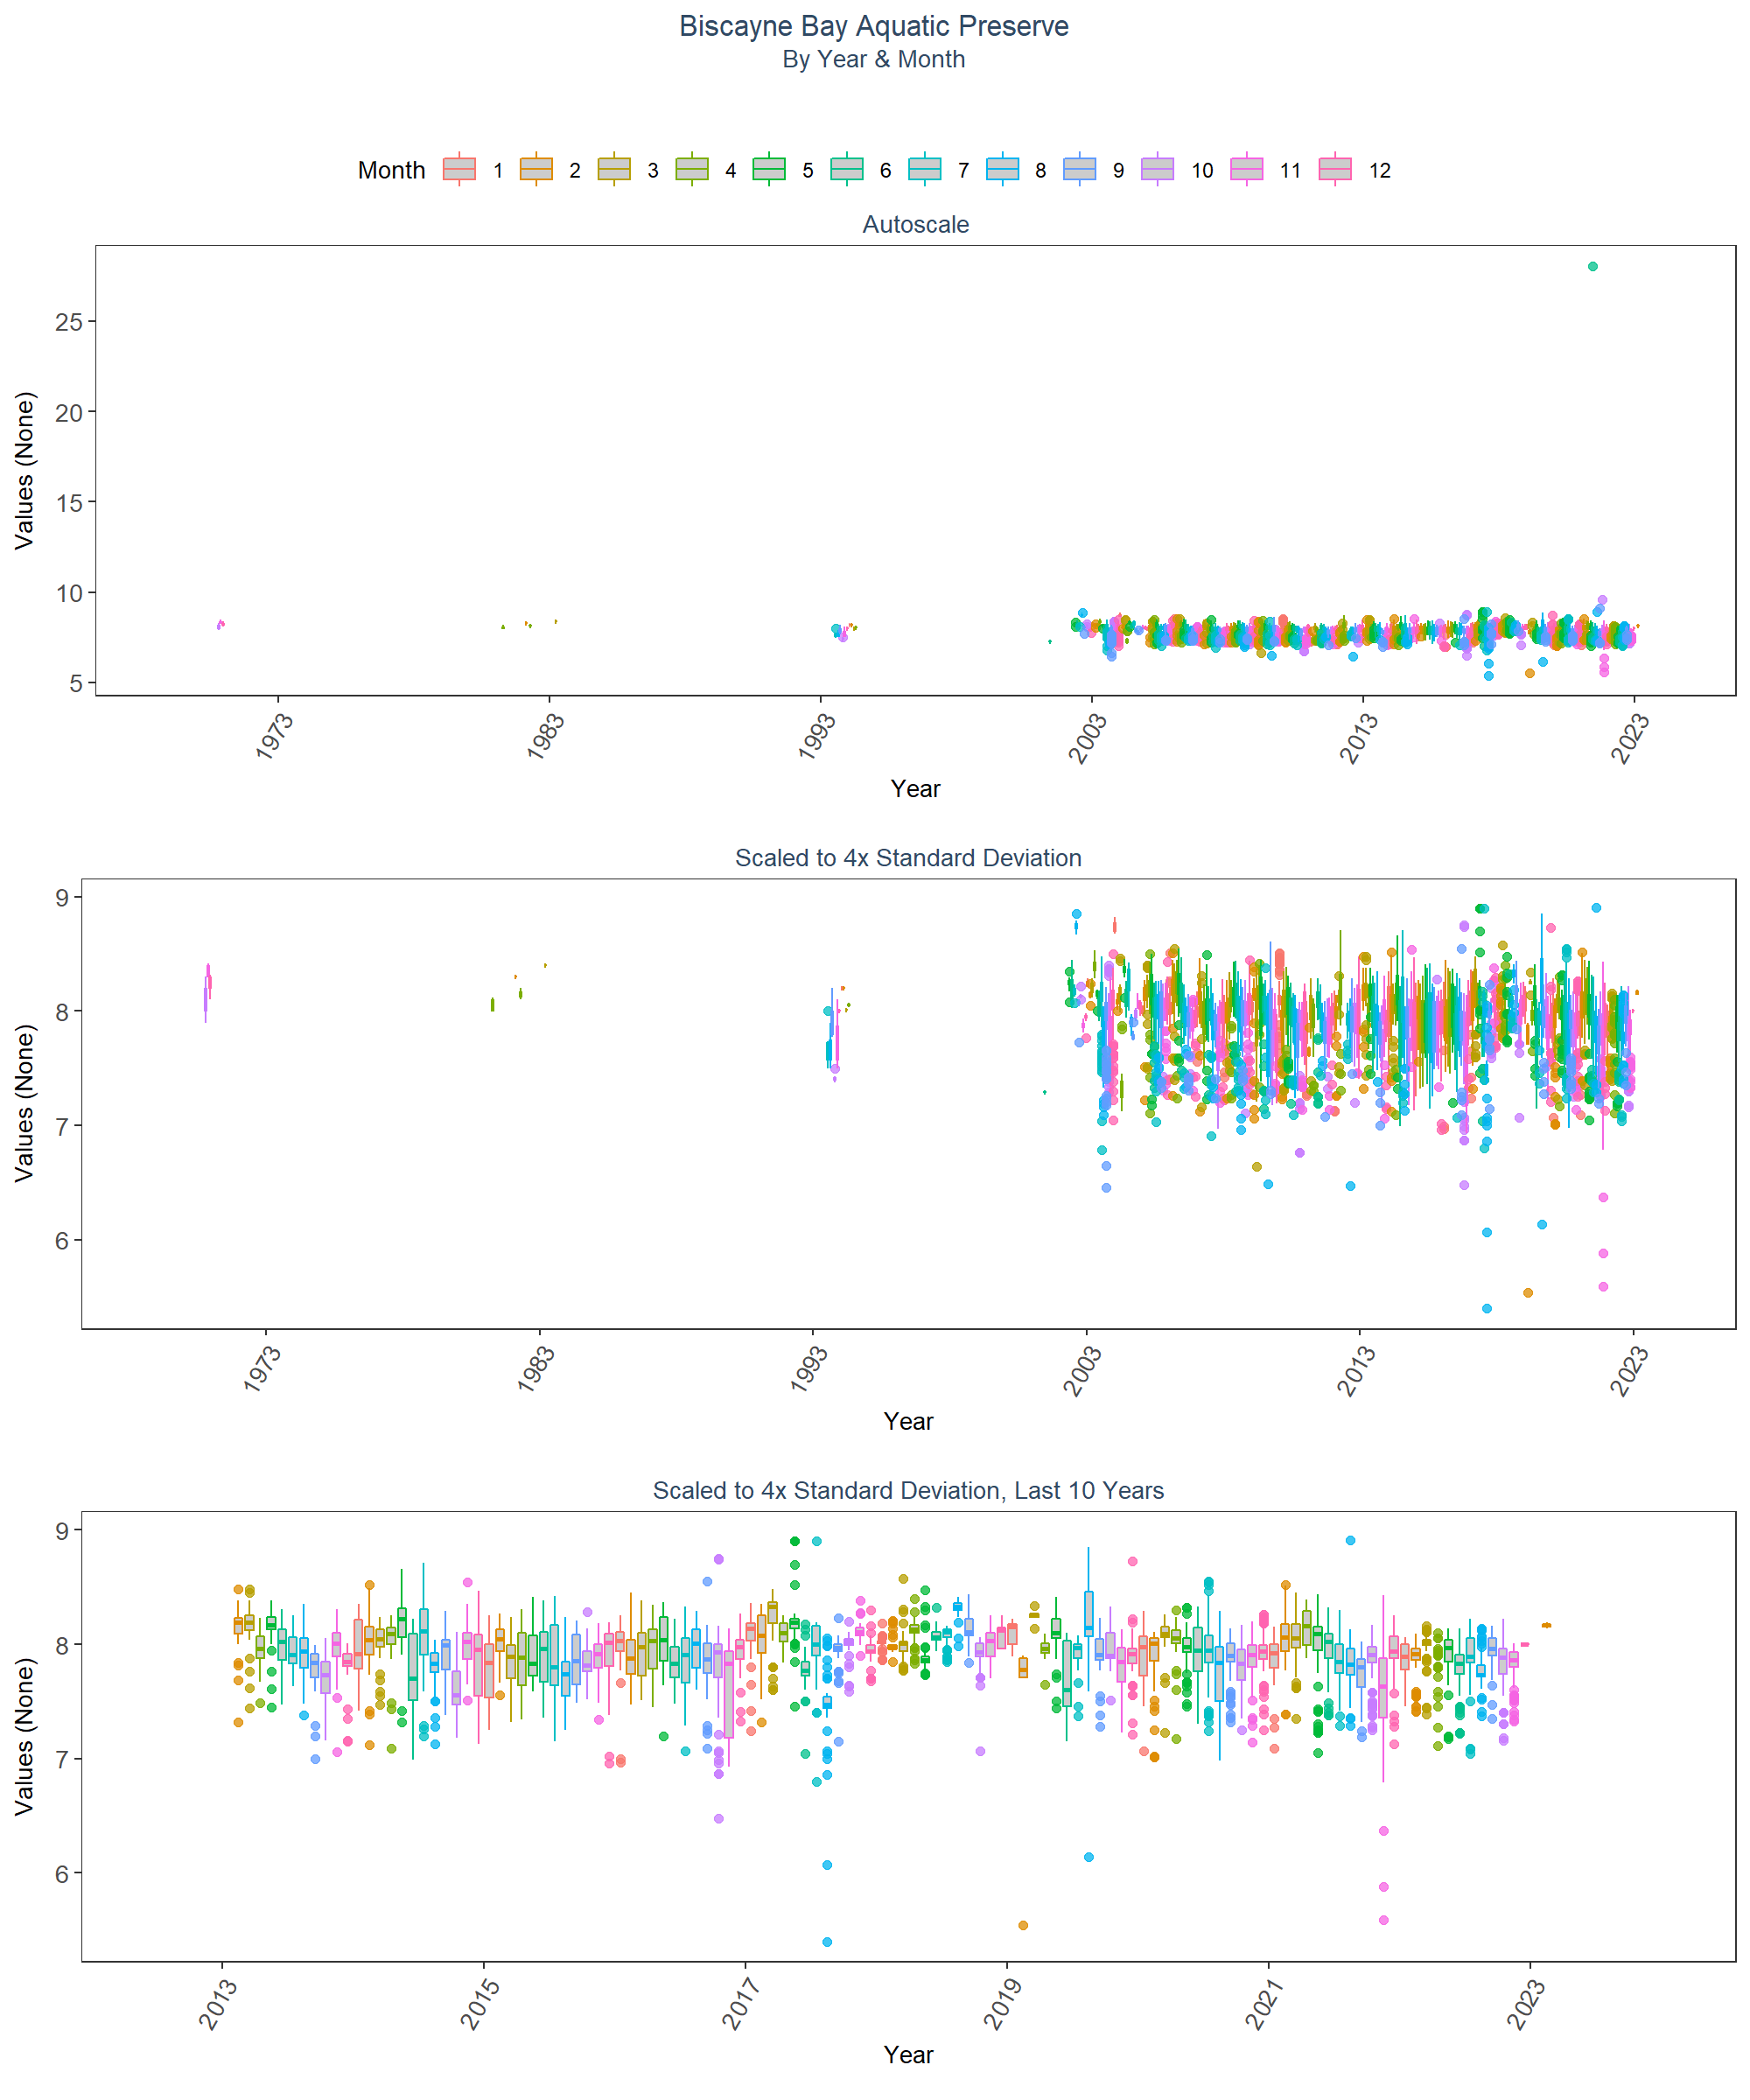 Biscayne Bay Aquatic Preserve
By Year & Month
Month 1 2 3 4 5 6 7 8 9 10 11 12
Autoscale
Values (None)
25
20
15
10
5
1973 1983 1993 2003 2013 2023
Year
Scaled to 4x Standard Deviation
Values (None)
9
8
7
6
1973 1983 1993 2003 2013 2023
Year
Scaled to 4x Standard Deviation, Last 10 Years
Values (None)
9
8
7
6
2013 2015 2017 2019 2021 2023
Year